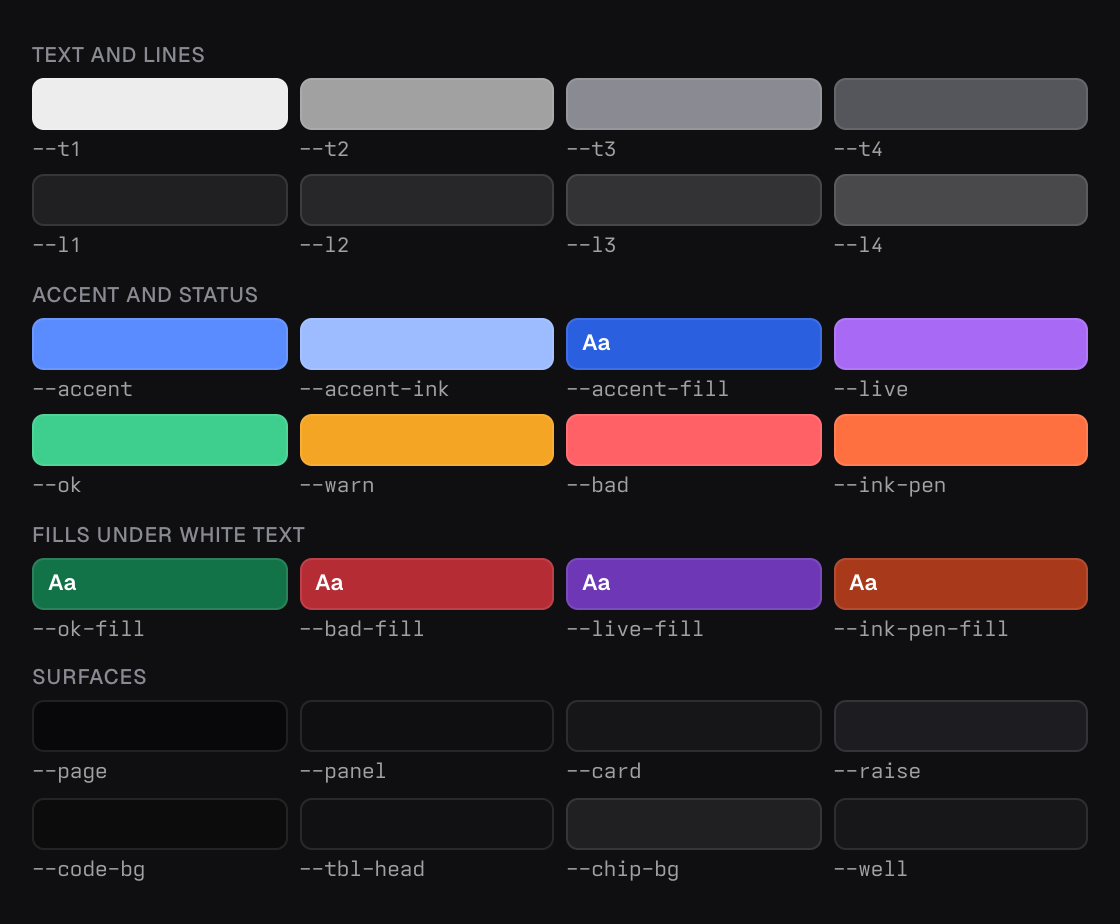 TEXT AND LINES
--t1 --t2 --t3 --t4
--l1 --l2 --l3 --l4
ACCENT AND STATUS
Aa
--accent --accent-ink --accent-fill --live
--ok --warn --bad --ink-pen
FILLS UNDER WHITE TEXT
Aa Aa Aa Aa
--ok-fill --bad-fill --live-fill --ink-pen-fill
SURFACES
--page --panel --card --raise
--code-bg --tbl-head --chip-bg --well